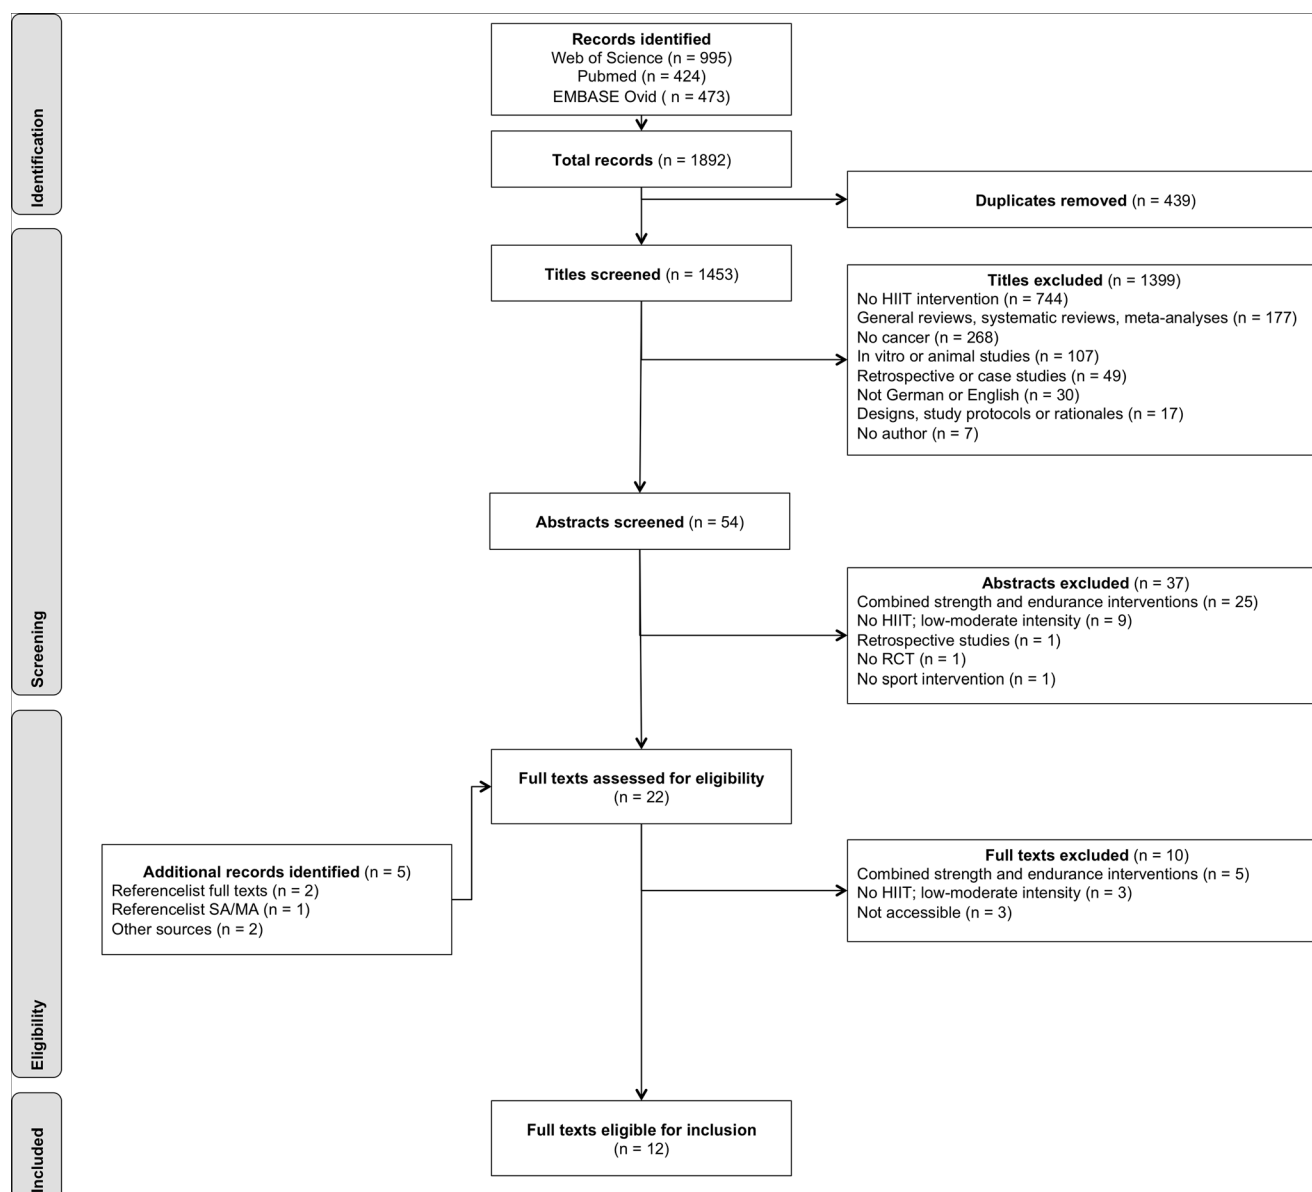 Identification
Records identified
Web of Science (n = 995)
Pubmed (n = 424)
EMBASE Ovid ( n = 473)
Total records (n = 1892)
Duplicates removed (n = 439)
Screening
Titles screened (n = 1453)
Titles excluded (n = 1399)
No HIIT intervention (n = 744)
General reviews, systematic reviews, meta-analyses (n = 177)
No cancer (n = 268)
In vitro or animal studies (n = 107)
Retrospective or case studies (n = 49)
Not German or English (n = 30)
Designs, study protocols or rationales (n = 17)
No author (n = 7)
Abstracts screened (n = 54)
Abstracts excluded (n = 37)
Combined strength and endurance interventions (n = 25)
No HIIT; low-moderate intensity (n = 9)
Retrospective studies (n = 1)
No RCT (n = 1)
No sport intervention (n = 1)
Eligibility
Full texts assessed for eligibility
(n = 22)
Additional records identified (n = 5)
Referencelist full texts (n = 2)
Referencelist SA/MA (n = 1)
Other sources (n = 2)
Full texts excluded (n = 10)
Combined strength and endurance interventions (n = 5)
No HIIT; low-moderate intensity (n = 3)
Not accessible (n = 3)
Included
Full texts eligible for inclusion
(n = 12)